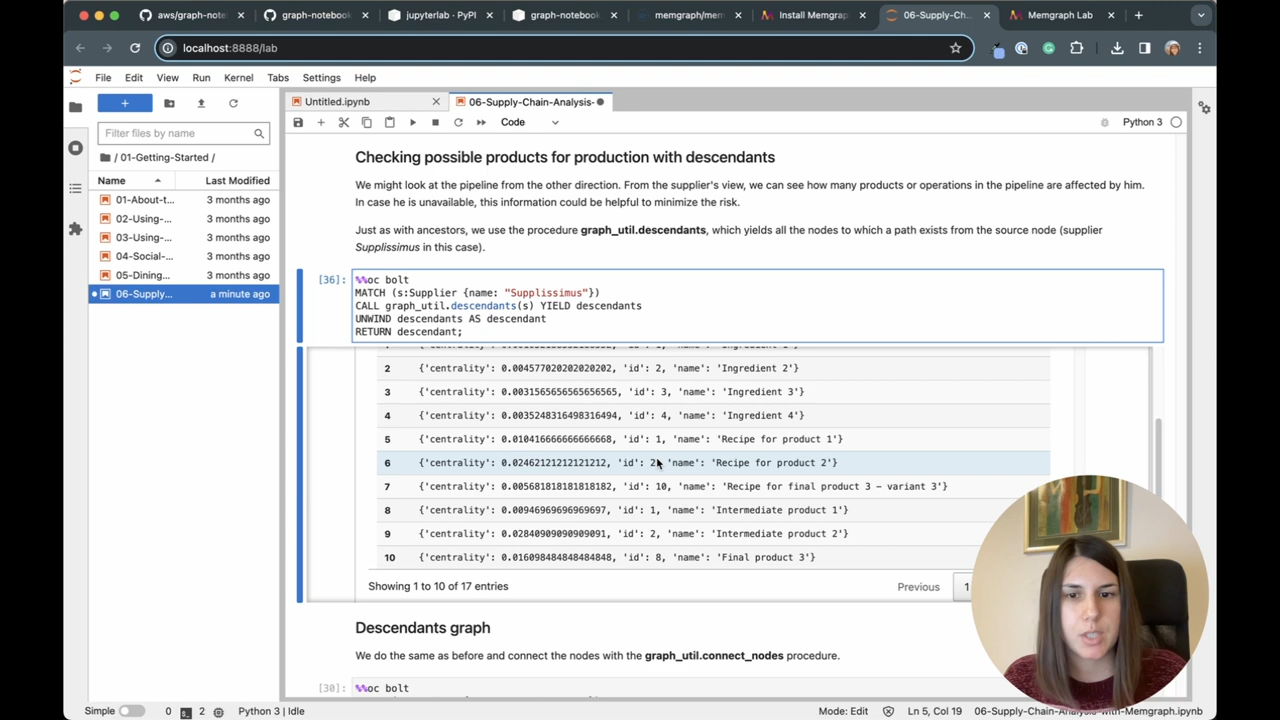 aws/graph-note
graph-notebook
jupyterlab · PyPI
graph-notebook
memgraph/mem
Install Memgrap
06-Supply-Ch
Memgraph Lab
localhost:8888/lab
File Edit View Run Kernel Tabs Settings Help
Untitled.ipynb
06-Supply-Chain-Analysis-
Code
Python 3
Filter files by name
/ 01-Getting-Started /
Name Last Modified
01-About-t... 3 months ago
02-Using-... 3 months ago
03-Using-... 3 months ago
04-Social-... 3 months ago
05-Dining... 3 months ago
06-Supply... a minute ago
Checking possible products for production with descendants
We might look at the pipeline from the other direction. From the supplier's view, we can see how many products or operations in the pipeline are affected by him.
In case he is unavailable, this information could be helpful to minimize the risk.
Just as with ancestors, we use the procedure graph_util.descendants, which yields all the nodes to which a path exists from the source node (supplier
Supplissimus in this case).
[36]:
%%oc bolt
MATCH (s:Supplier {name: "Supplissimus"})
CALL graph_util.descendants(s) YIELD descendants
UNWIND descendants AS descendant
RETURN descendant;
2 {'centrality': 0.004577020202020202, 'id': 2, 'name': 'Ingredient 2'}
3 {'centrality': 0.0031565656565656565, 'id': 3, 'name': 'Ingredient 3'}
4 {'centrality': 0.0035248316498316494, 'id': 4, 'name': 'Ingredient 4'}
5 {'centrality': 0.010416666666666668, 'id': 1, 'name': 'Recipe for product 1'}
6 {'centrality': 0.02462121212121212, 'id': 2, 'name': 'Recipe for product 2'}
7 {'centrality': 0.005681818181818182, 'id': 10, 'name': 'Recipe for final product 3 - variant 3'}
8 {'centrality': 0.00946969696969697, 'id': 1, 'name': 'Intermediate product 1'}
9 {'centrality': 0.02840909090909091, 'id': 2, 'name': 'Intermediate product 2'}
10 {'centrality': 0.016098484848484848, 'id': 8, 'name': 'Final product 3'}
Showing 1 to 10 of 17 entries
Previous 1
Descendants graph
We do the same as before and connect the nodes with the graph_util.connect_nodes procedure.
[30]:
%%oc bolt
Simple 0 2 Python 3 | Idle
Mode: Edit Ln 5, Col 19 06-Supply-Chain-Analysis-with-Memgraph.ipynb